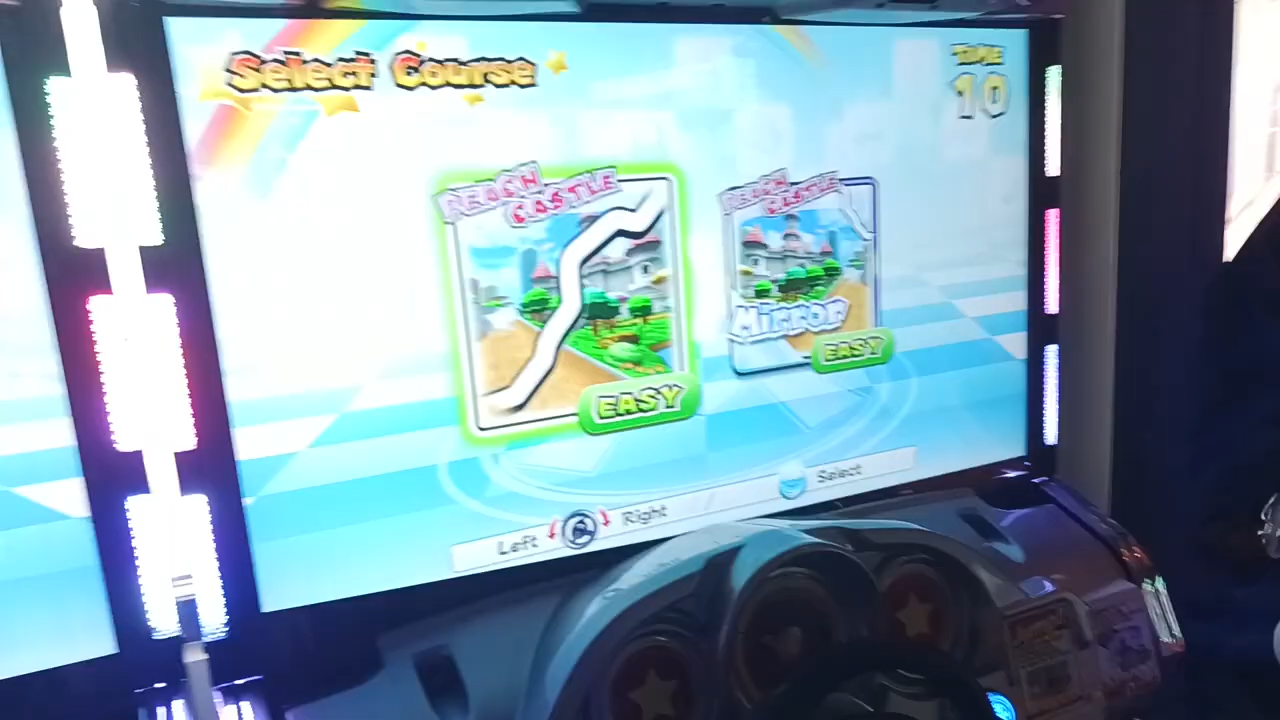 Select Course
TIME
10
PEACH
CASTLE
EASY
PEACH
CASTLE
Mirror
EASY
Left
Right
Select